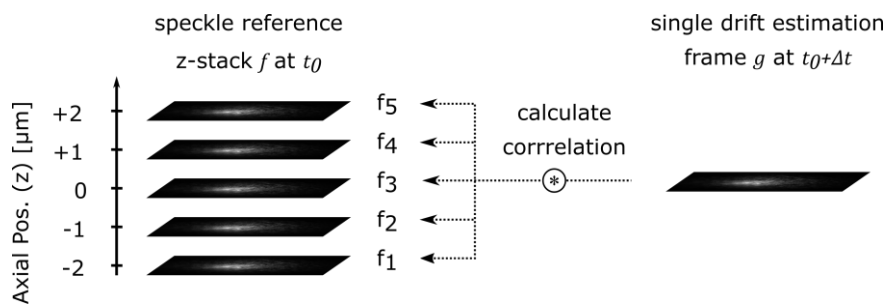 speckle reference
z-stack f at t0
single drift estimation
frame g at t0+Δt
Axial Pos. (z) [μm]
+2
+1
0
-1
-2
f5
f4
f3
f2
f1
calculate
corrrelation
*